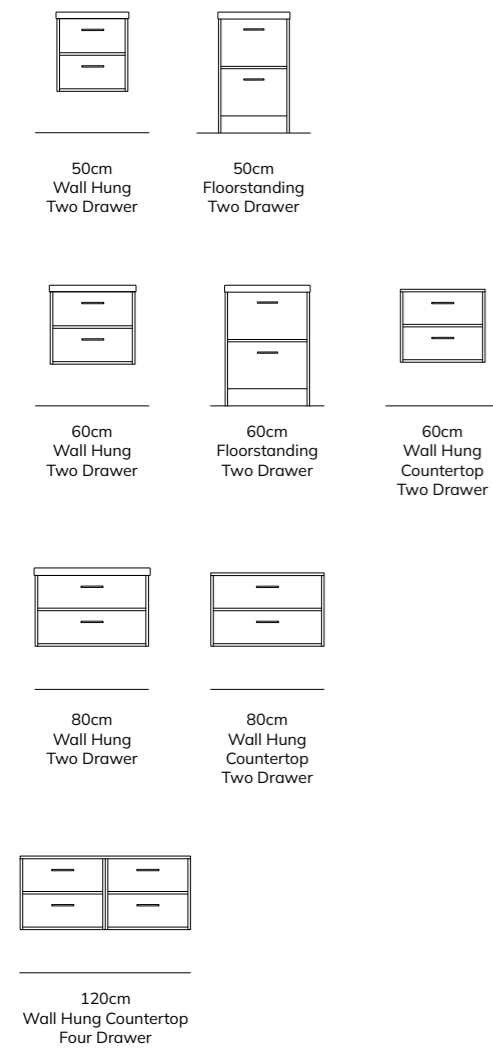 50cm
Wall Hung
Two Drawer
50cm
Floorstanding
Two Drawer
60cm
Wall Hung
Two Drawer
60cm
Floorstanding
Two Drawer
60cm
Wall Hung
Countertop
Two Drawer
80cm
Wall Hung
Two Drawer
80cm
Wall Hung
Countertop
Two Drawer
120cm
Wall Hung Countertop
Four Drawer